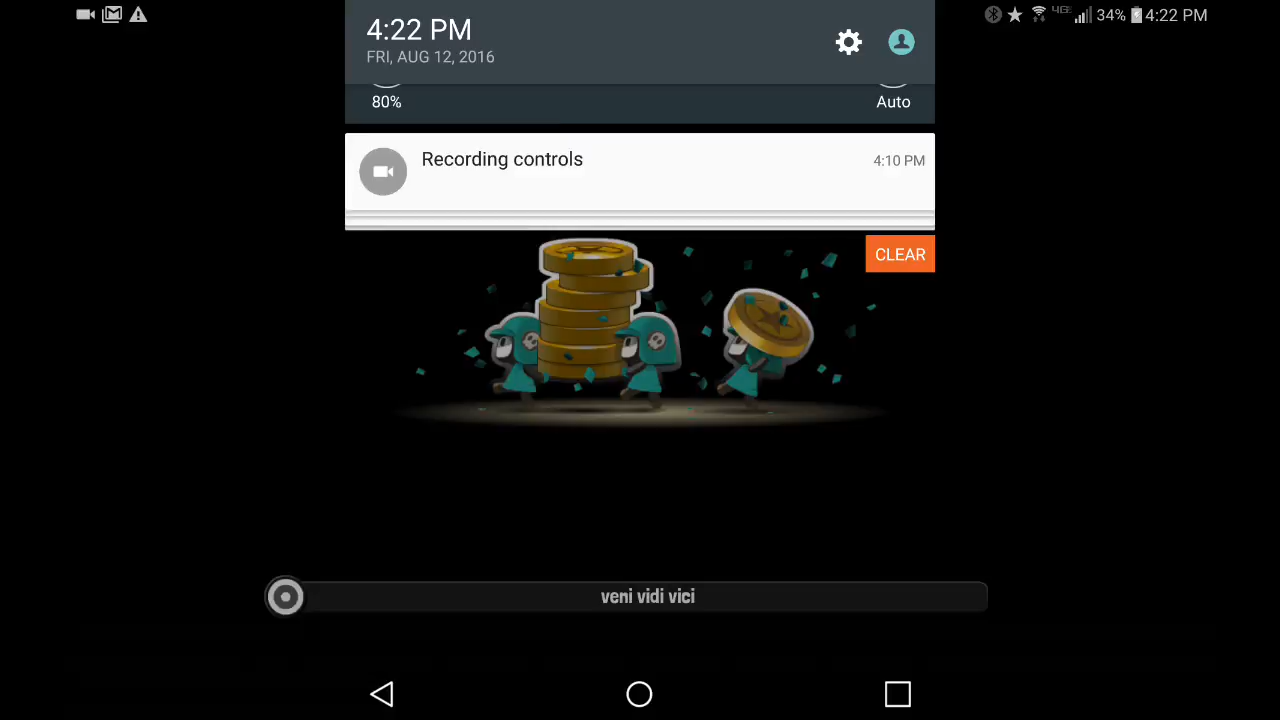 4:22 PM
FRI, AUG 12, 2016
4G
34%
4:22 PM
80%
Auto
Recording controls
4:10 PM
CLEAR
veni vidi vici